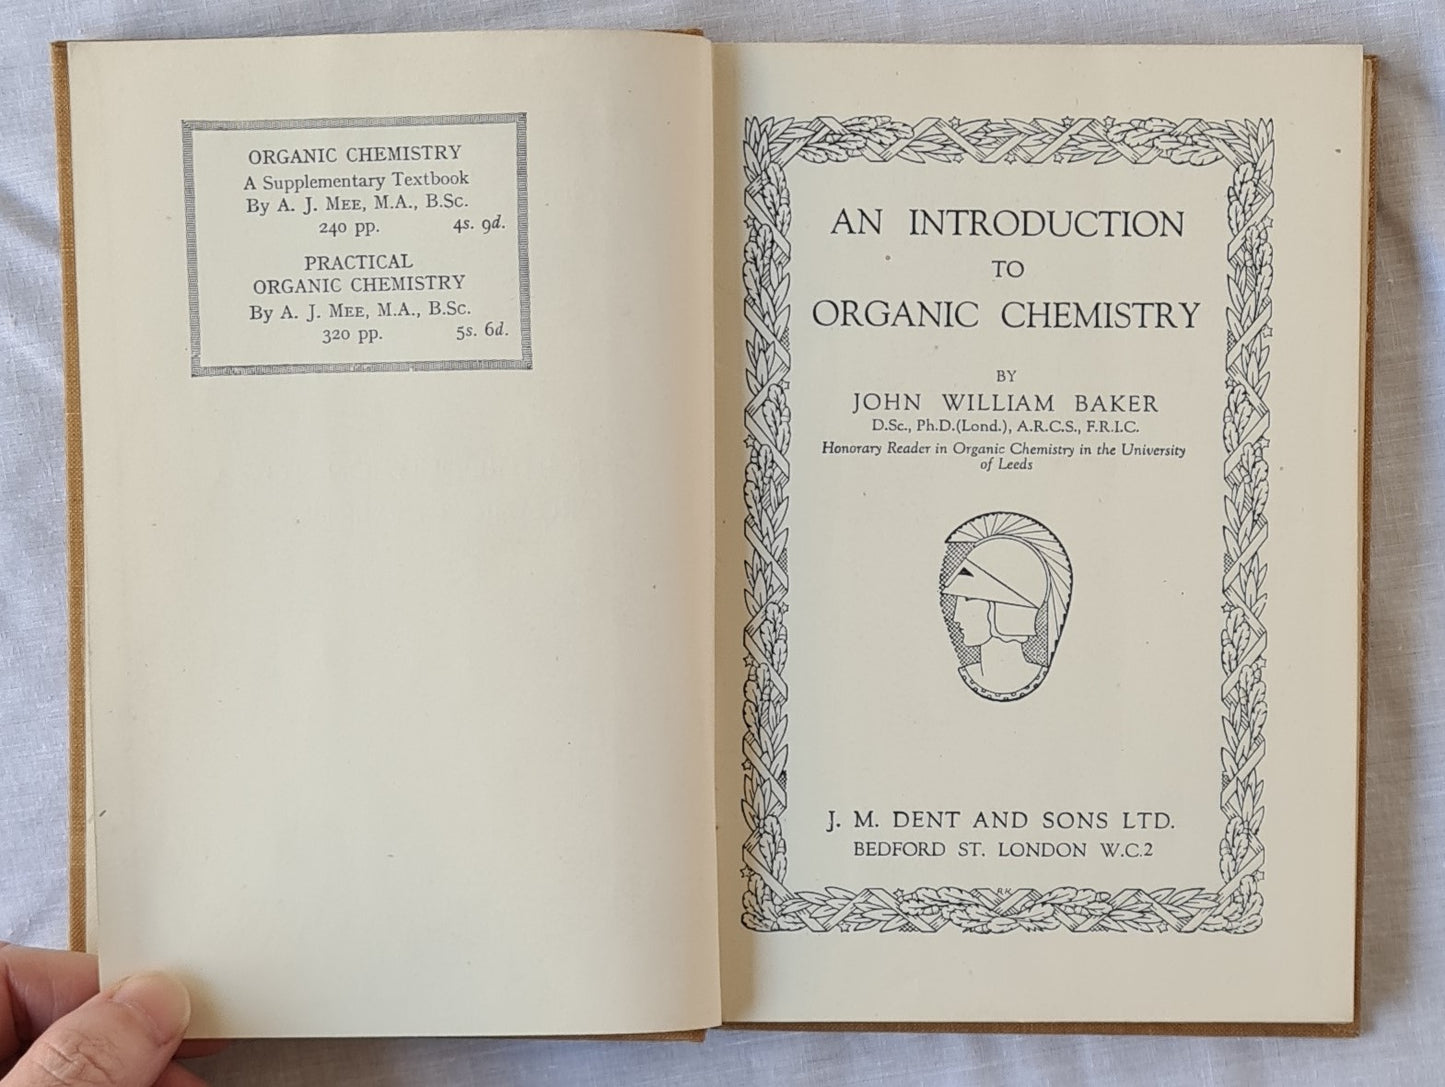 ORGANIC CHEMISTRY
A Supplementary Textbook
By A. J. MEE, M.A., B.Sc.
240 pp. 4s. 9d.
PRACTICAL
ORGANIC CHEMISTRY
By A. J. MEE, M.A., B.Sc.
320 pp. 5s. 6d.
AN INTRODUCTION
TO
ORGANIC CHEMISTRY
BY
JOHN WILLIAM BAKER
D.Sc., Ph.D.(Lond.), A.R.C.S., F.R.I.C.
Honorary Reader in Organic Chemistry in the University
of Leeds
J. M. DENT AND SONS LTD.
BEDFORD ST. LONDON W.C.2